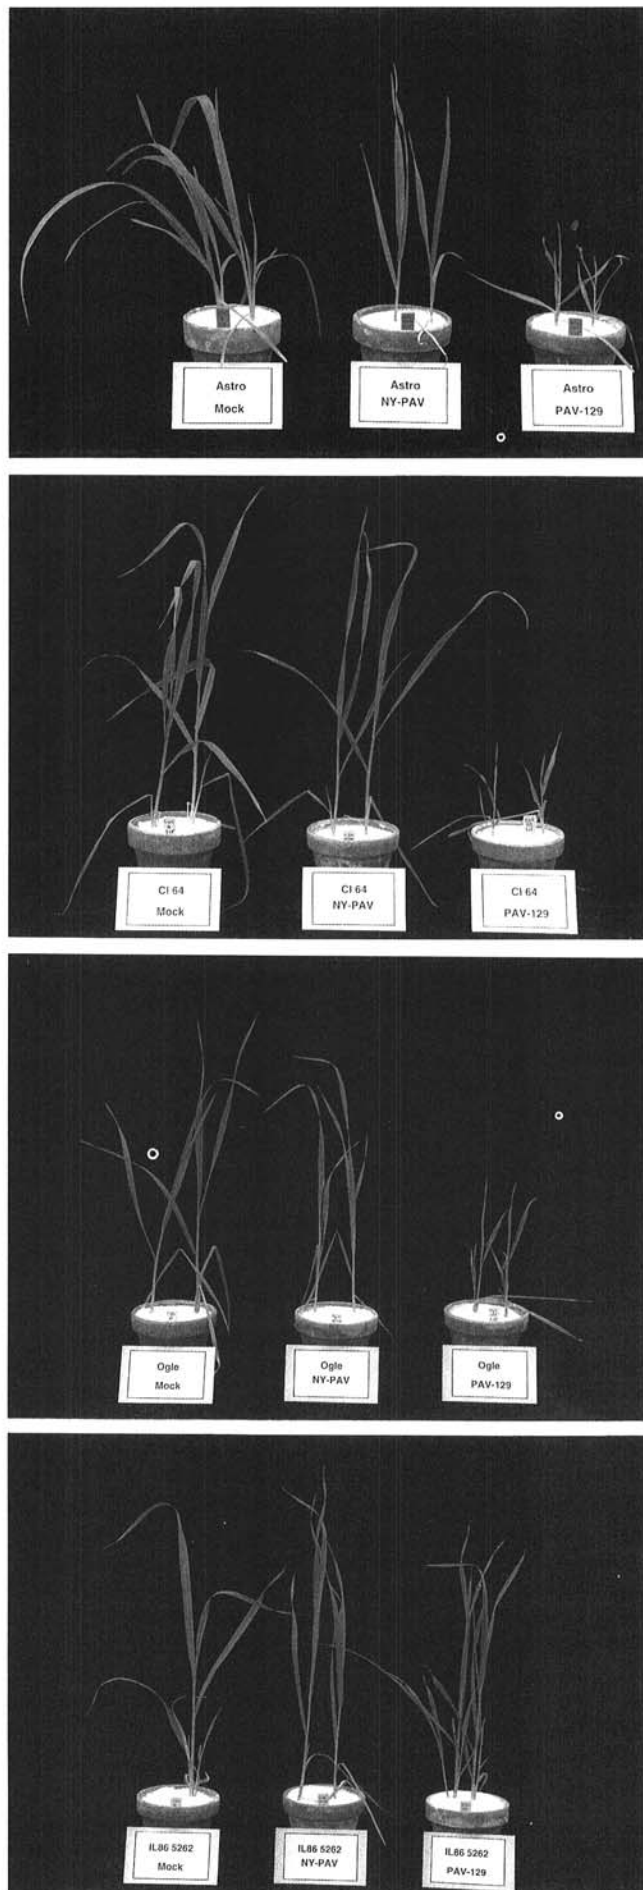 Astro
Mock
Astro
NY-PAV
Astro
PAV-129
CI 64
Mock
CI 64
NY-PAV
CI 64
PAV-129
Ogle
Mock
Ogle
NY-PAV
Ogle
PAV-129
IL86 5262
Mock
IL86 5262
NY-PAV
IL86 5262
PAV-129